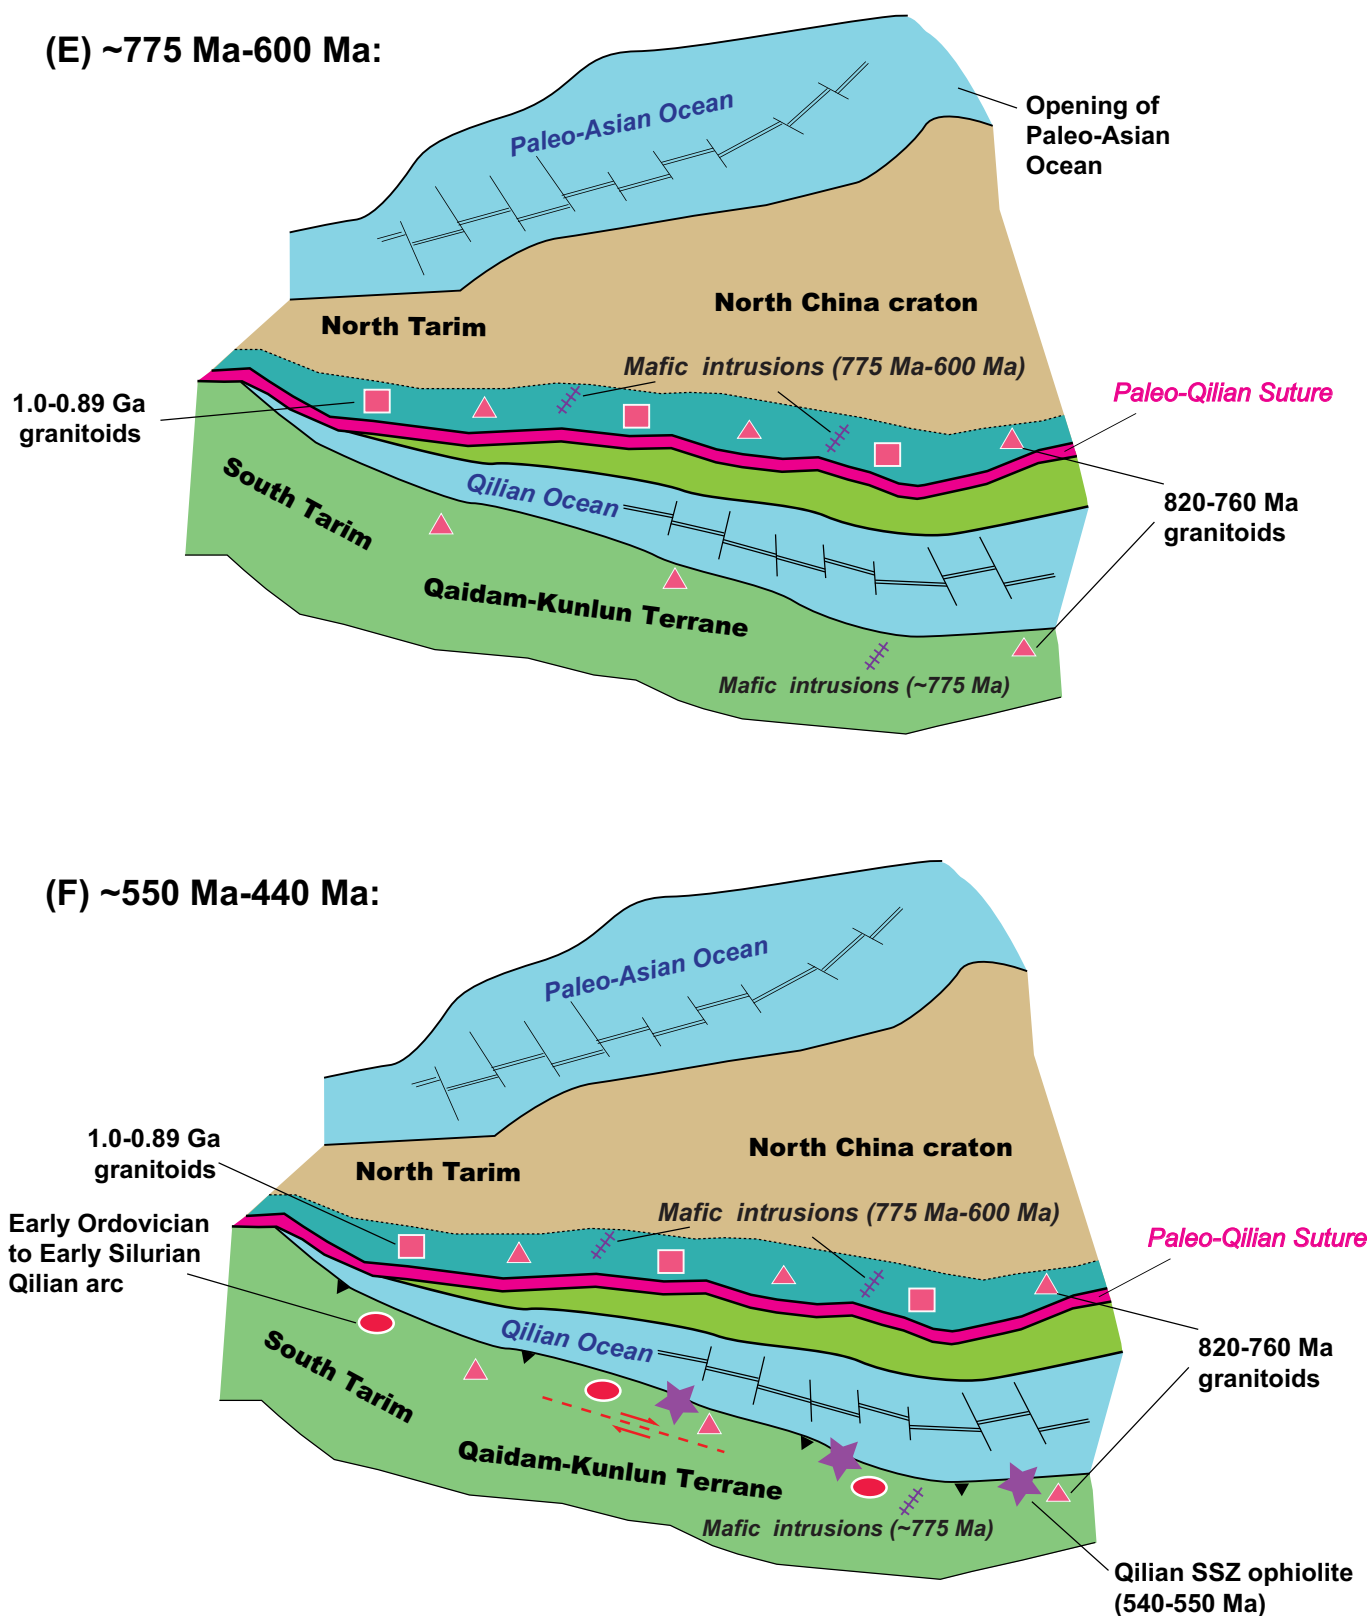 (E) ~775 Ma-600 Ma:
Paleo-Asian Ocean
Opening of
Paleo-Asian
Ocean
North China craton
North Tarim
Mafic intrusions (775 Ma-600 Ma)
Paleo-Qilian Suture
1.0-0.89 Ga
granitoids
South Tarim
Qilian Ocean
820-760 Ma
granitoids
Qaidam-Kunlun Terrane
Mafic intrusions (~775 Ma)
(F) ~550 Ma-440 Ma:
Paleo-Asian Ocean
1.0-0.89 Ga
granitoids
North China craton
North Tarim
Mafic intrusions (775 Ma-600 Ma)
Early Ordovician
to Early Silurian
Qilian arc
Paleo-Qilian Suture
Qilian Ocean
South Tarim
820-760 Ma
granitoids
Qaidam-Kunlun Terrane
Mafic intrusions (~775 Ma)
Qilian SSZ ophiolite
(540-550 Ma)